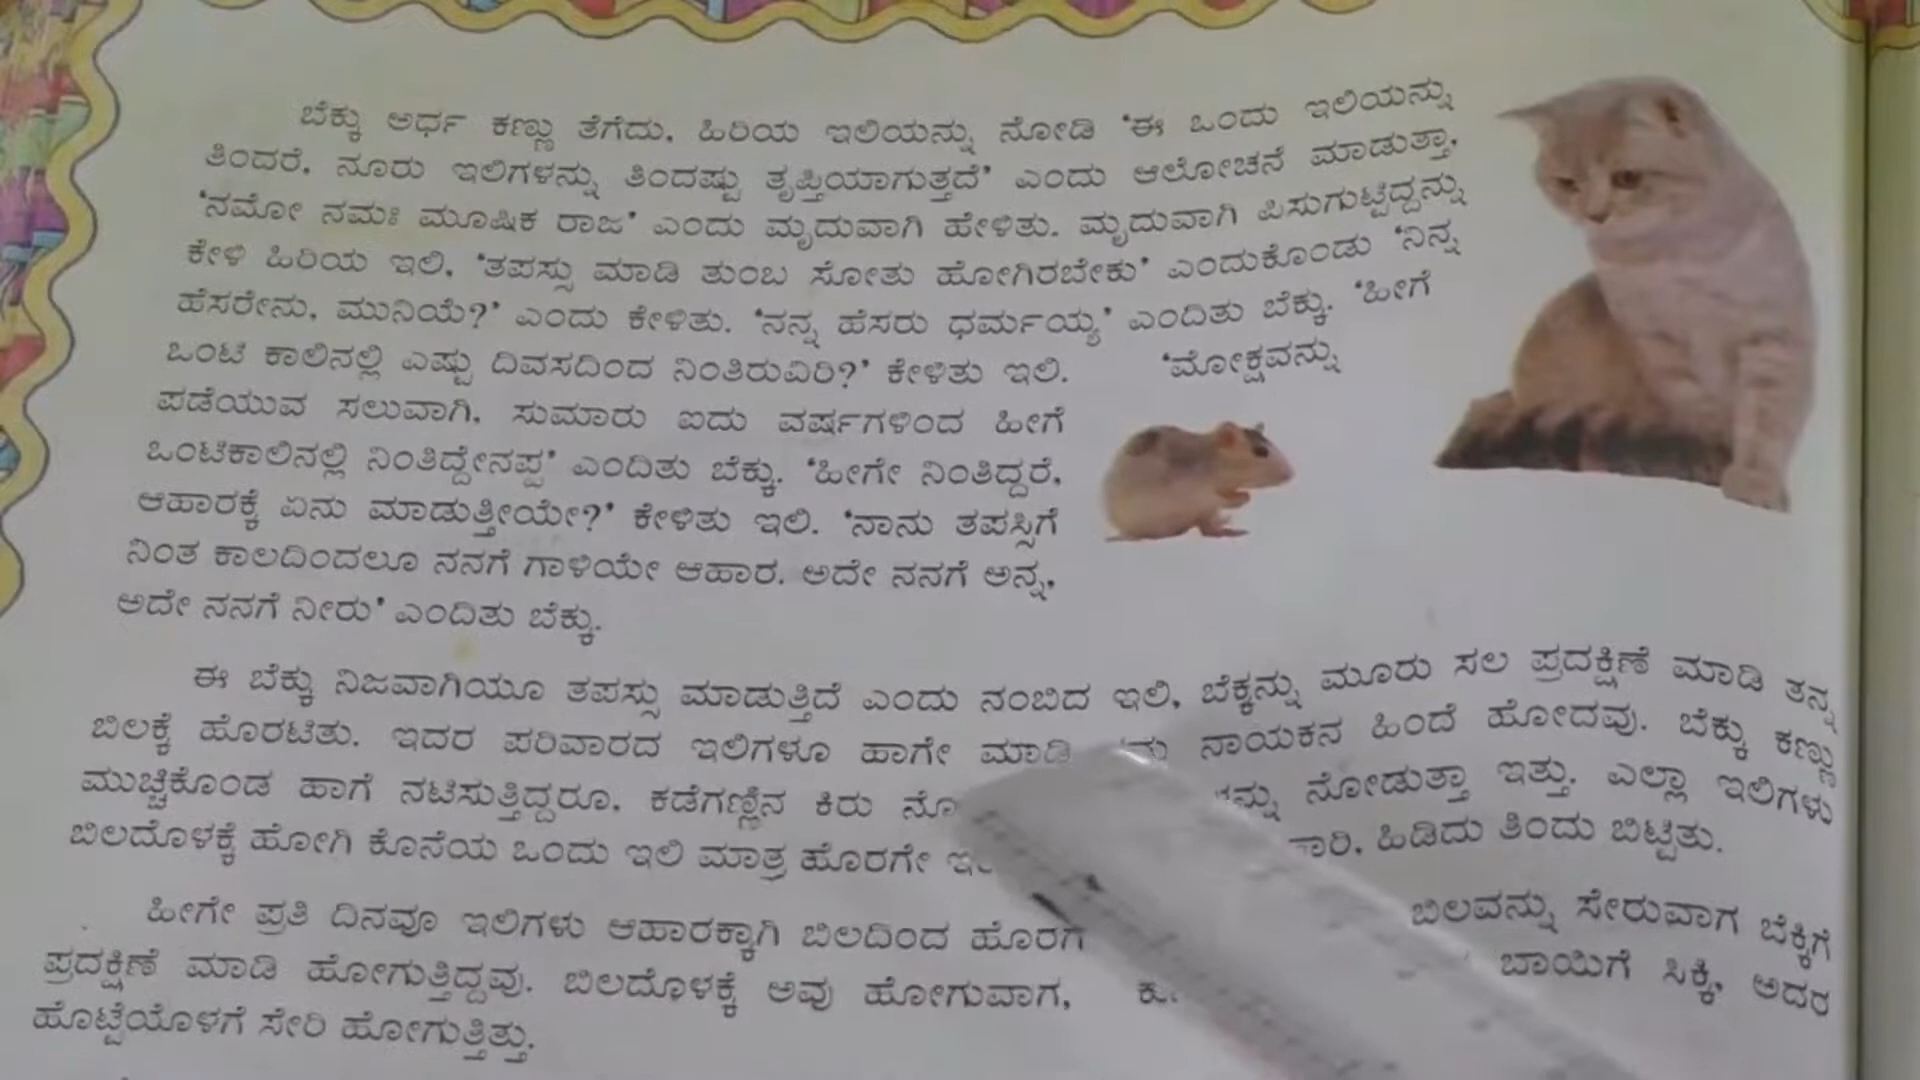 ಬೆಕ್ಕು ಅರ್ಧ ಕಣ್ಣು ತೆಗೆದು, ಹಿರಿಯ ಇಲಿಯನ್ನು ನೋಡಿ 'ಈ ಒಂದು ಇಲಿಯನ್ನು
ತಿಂದರೆ, ನೂರು ಇಲಿಗಳನ್ನು ತಿಂದಷ್ಟು ತೃಪ್ತಿಯಾಗುತ್ತದೆ' ಎಂದು ಆಲೋಚನೆ ಮಾಡುತ್ತಾ,
'ನಮೋ ನಮಃ ಮೂಷಿಕ ರಾಜ' ಎಂದು ಮೃದುವಾಗಿ ಹೇಳಿತು. ಮೃದುವಾಗಿ ಪಿಸುಗುಟ್ಟಿದ್ದನ್ನು
ಕೇಳಿ ಹಿರಿಯ ಇಲಿ, 'ತಪಸ್ಸು ಮಾಡಿ ತುಂಬ ಸೋತು ಹೋಗಿರಬೇಕು' ಎಂದುಕೊಂಡು 'ನಿನ್ನ
ಹೆಸರೇನು, ಮುನಿಯೆ?' ಎಂದು ಕೇಳಿತು. 'ನನ್ನ ಹೆಸರು ಧರ್ಮಯ್ಯ' ಎಂದಿತು ಬೆಕ್ಕು. 'ಹೀಗೆ
ಒಂಟಿ ಕಾಲಿನಲ್ಲಿ ಎಷ್ಟು ದಿವಸದಿಂದ ನಿಂತಿರುವಿರಿ?' ಕೇಳಿತು ಇಲಿ. 'ಮೋಕ್ಷವನ್ನು
ಪಡೆಯುವ ಸಲುವಾಗಿ, ಸುಮಾರು ಐದು ವರ್ಷಗಳಿಂದ ಹೀಗೆ
ಒಂಟಿಕಾಲಿನಲ್ಲಿ ನಿಂತಿದ್ದೇನಪ್ಪ' ಎಂದಿತು ಬೆಕ್ಕು. 'ಹೀಗೇ ನಿಂತಿದ್ದರೆ,
ಆಹಾರಕ್ಕೆ ಏನು ಮಾಡುತ್ತೀಯೇ?' ಕೇಳಿತು ಇಲಿ. 'ನಾನು ತಪಸ್ಸಿಗೆ
ನಿಂತ ಕಾಲದಿಂದಲೂ ನನಗೆ ಗಾಳಿಯೇ ಆಹಾರ. ಅದೇ ನನಗೆ ಅನ್ನ,
ಅದೇ ನನಗೆ ನೀರು' ಎಂದಿತು ಬೆಕ್ಕು.
ಈ ಬೆಕ್ಕು ನಿಜವಾಗಿಯೂ ತಪಸ್ಸು ಮಾಡುತ್ತಿದೆ ಎಂದು ನಂಬಿದ ಇಲಿ, ಬೆಕ್ಕನ್ನು ಮೂರು ಸಲ ಪ್ರದಕ್ಷಿಣೆ ಮಾಡಿ ತನ್ನ
ಬಿಲಕ್ಕೆ ಹೊರಟಿತು. ಇದರ ಪರಿವಾರದ ಇಲಿಗಳೂ ಹಾಗೇ ಮಾಡಿ ನಾಯಕನ ಹಿಂದೆ ಹೋದವು. ಬೆಕ್ಕು ಕಣ್ಣು
ಮುಚ್ಚಿಕೊಂಡ ಹಾಗೆ ನಟಿಸುತ್ತಿದ್ದರೂ, ಕಡೆಗಣ್ಣಿನ ಕಿರು ನೋಡುತ್ತಾ ಇತ್ತು. ಎಲ್ಲಾ ಇಲಿಗಳು
ಬಿಲದೊಳಕ್ಕೆ ಹೋಗಿ ಕೊನೆಯ ಒಂದು ಇಲಿ ಮಾತ್ರ ಹೊರಗೇ ಹಿಡಿದು ತಿಂದು ಬಿಟ್ಟಿತು.
ಹೀಗೇ ಪ್ರತಿ ದಿನವೂ ಇಲಿಗಳು ಆಹಾರಕ್ಕಾಗಿ ಬಿಲದಿಂದ ಬಿಲವನ್ನು ಸೇರುವಾಗ ಬೆಕ್ಕಿಗೆ
ಪ್ರದಕ್ಷಿಣೆ ಮಾಡಿ ಹೋಗುತ್ತಿದ್ದವು. ಬಿಲದೊಳಕ್ಕೆ ಅವು ಹೋಗುವಾಗ, ಬಾಯಿಗೆ ಸಿಕ್ಕಿ, ಅದರ
ಹೊಟ್ಟೆಯೊಳಗೆ ಸೇರಿ ಹೋಗುತ್ತಿತ್ತು.